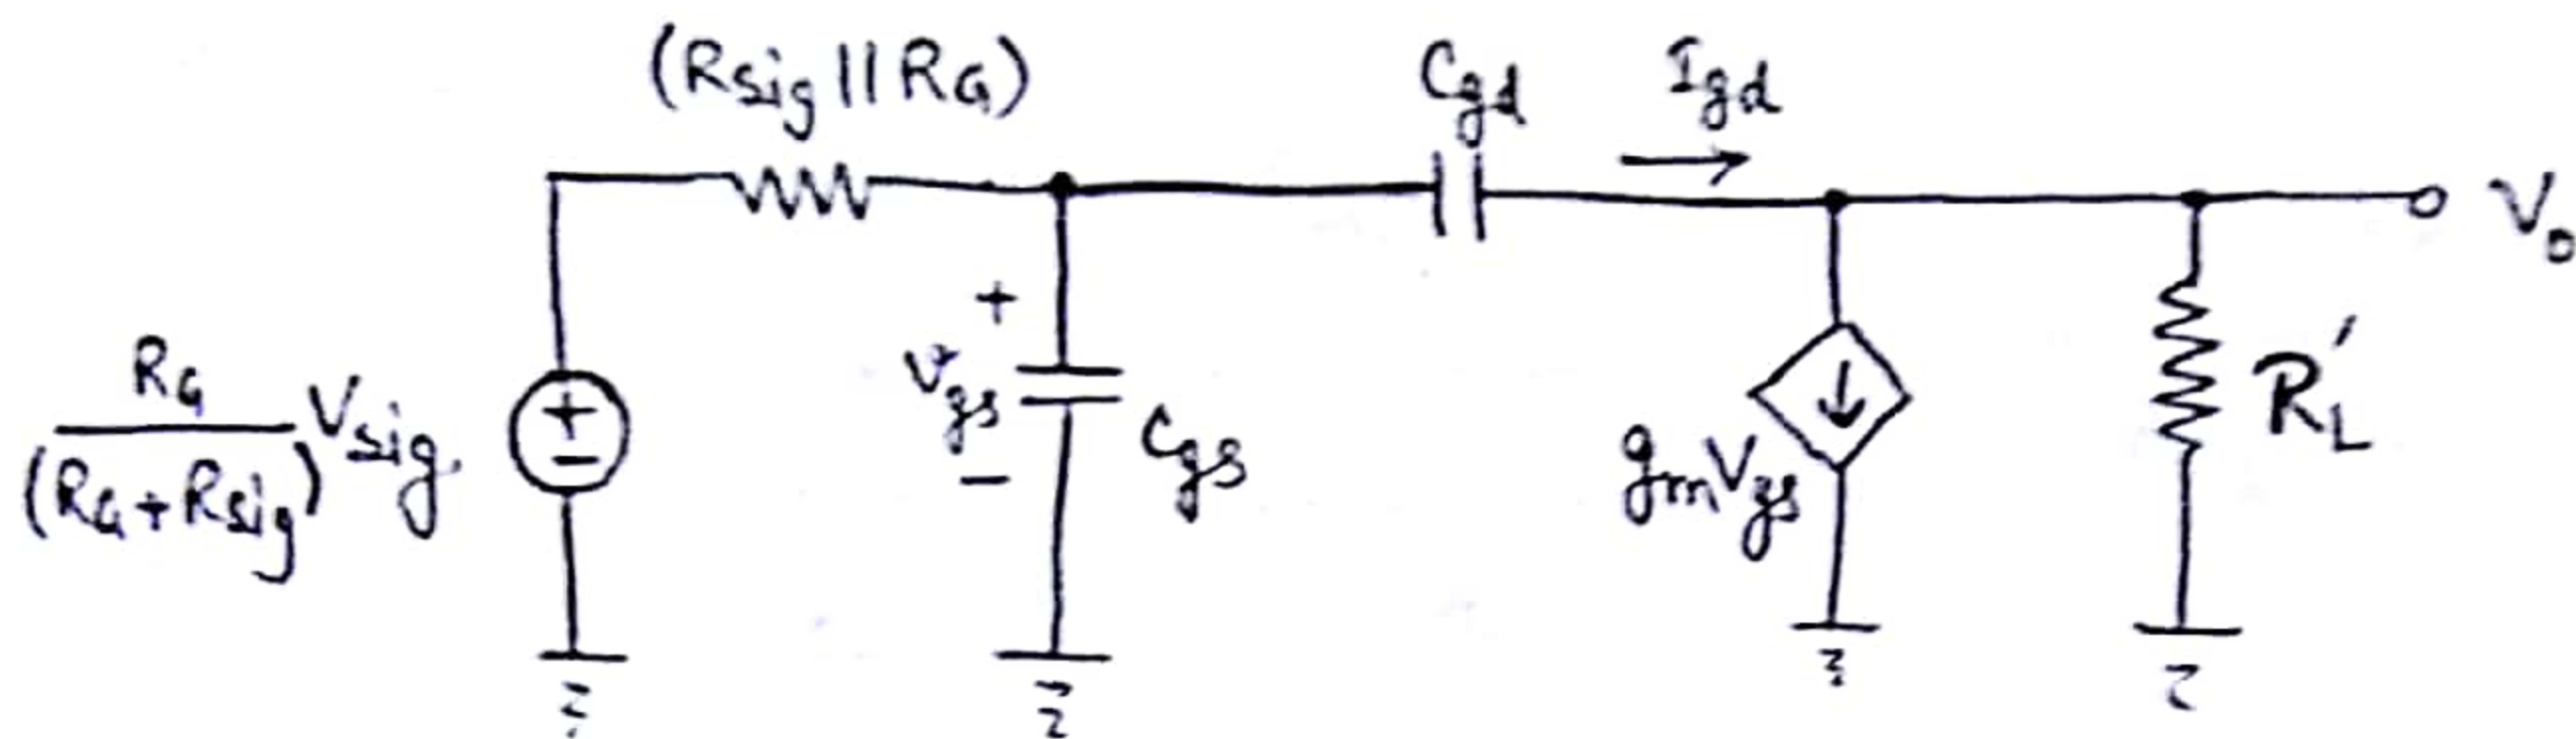 (Rsig||RG)
Cgd
Igd
Vo
RG
(RG+Rsig)
Vsig
+
−
+
vgs
−
Cgs
gmVgs
R'L